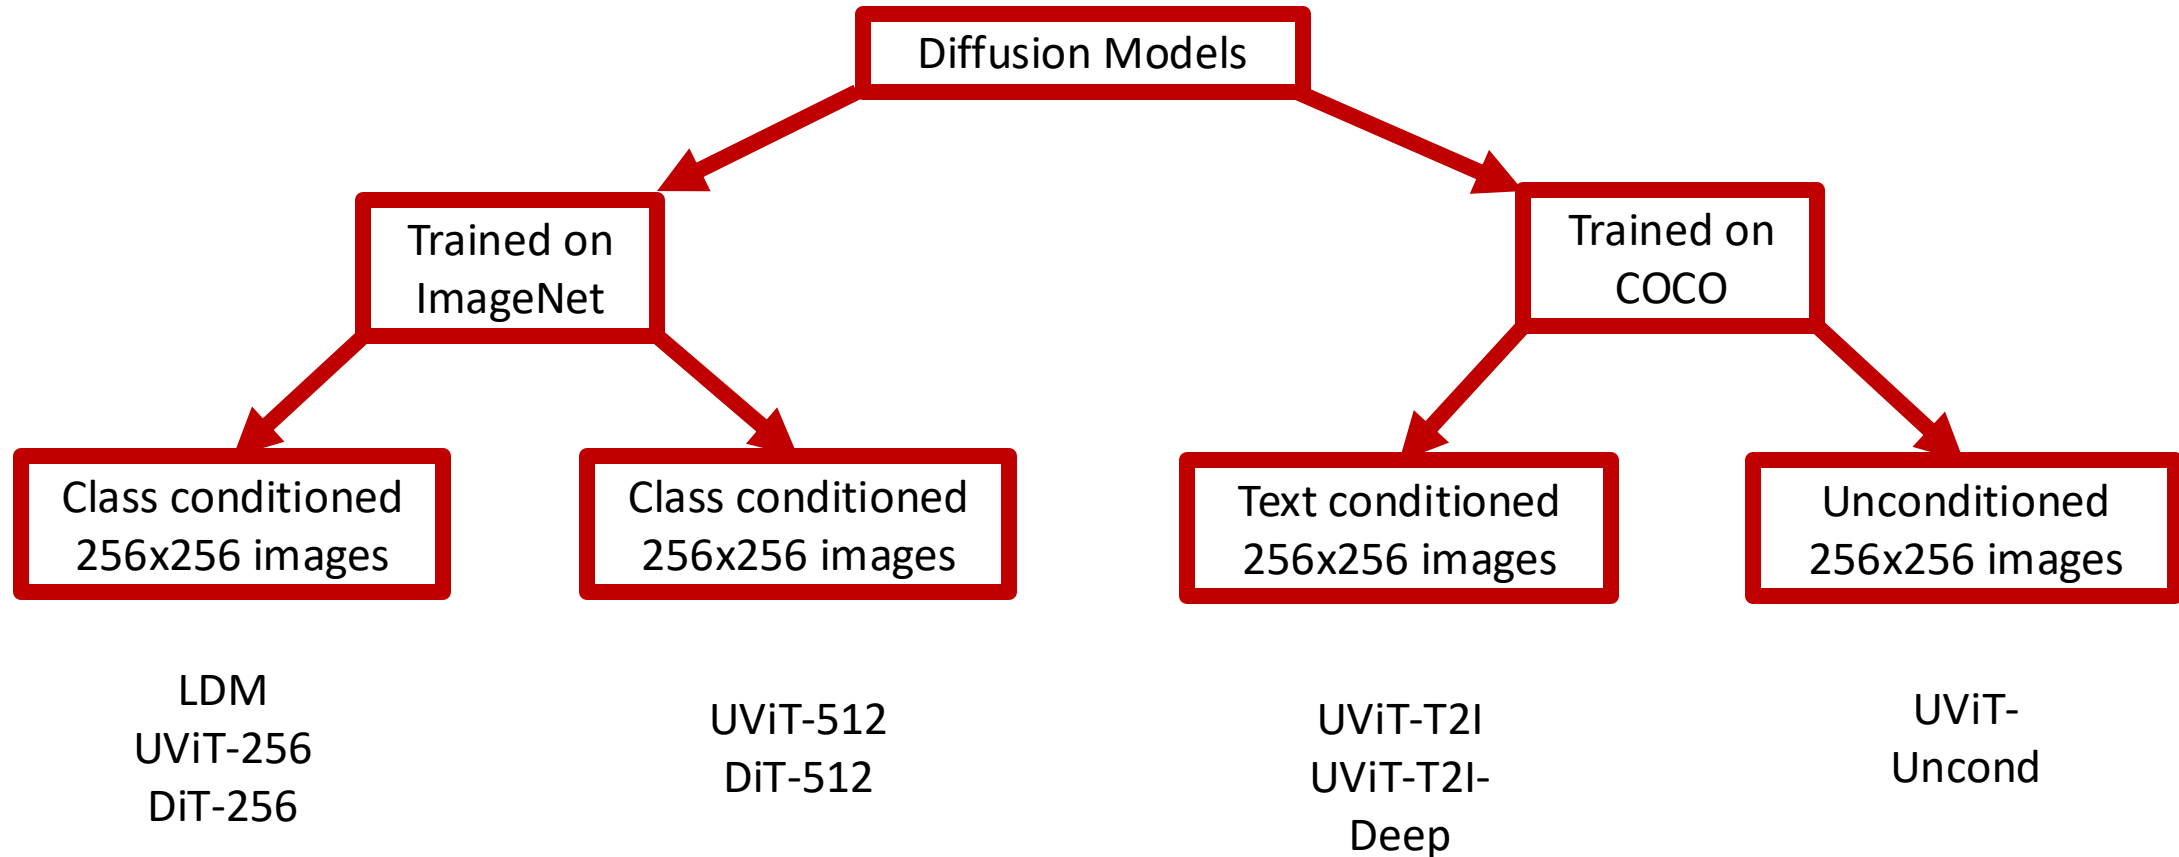 Diffusion Models
Trained on
ImageNet
Trained on
COCO
Class conditioned
256x256 images
Class conditioned
256x256 images
Text conditioned
256x256 images
Unconditioned
256x256 images
LDM
UViT-256
DiT-256
UViT-512
DiT-512
UViT-T2I
UViT-T2I-
Deep
UViT-
Uncond